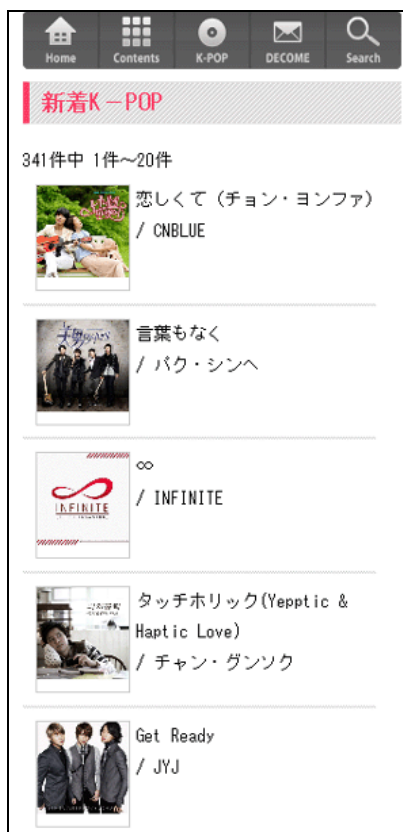 Home Contents K-POP DECOME Search
新着K－POP
341件中 1件～20件
恋しくて（チョン・ヨンファ）
/ CNBLUE
言葉もなく
/ パク・シンヘ
∞
/ INFINITE
INFINITE
タッチホリック(Yepptic &
Haptic Love)
/ チャン・グンソク
Get Ready
/ JYJ